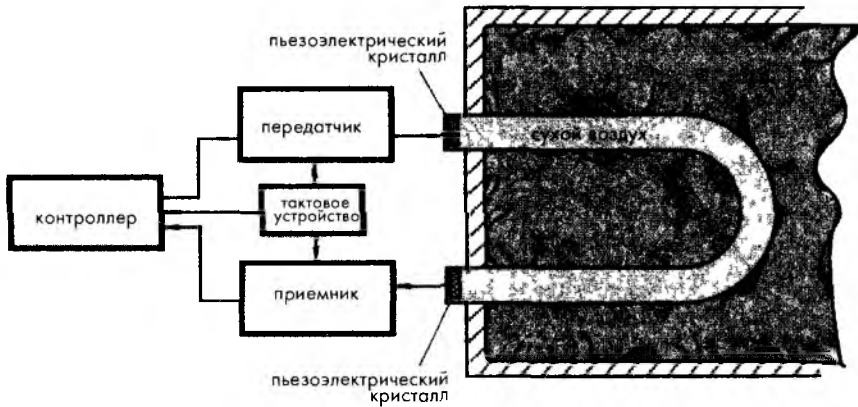 пьезоэлектрический
кристалл
передатчик
сухой воздух
тактовое
устройство
контроллер
приемник
пьезоэлектрический
кристалл